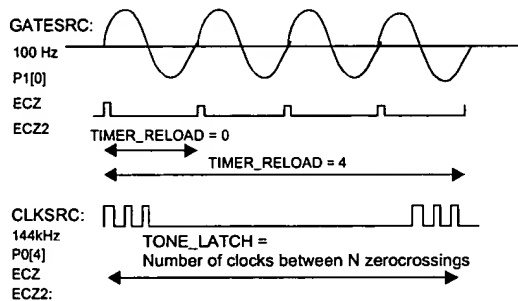 GATESRC:
100 Hz
P1[0]
ECZ
ECZ2
TIMER_RELOAD = 0
TIMER_RELOAD = 4
CLKSRC:
144kHz
P0[4]
ECZ
ECZ2:
TONE_LATCH =
Number of clocks between N zerocrossings